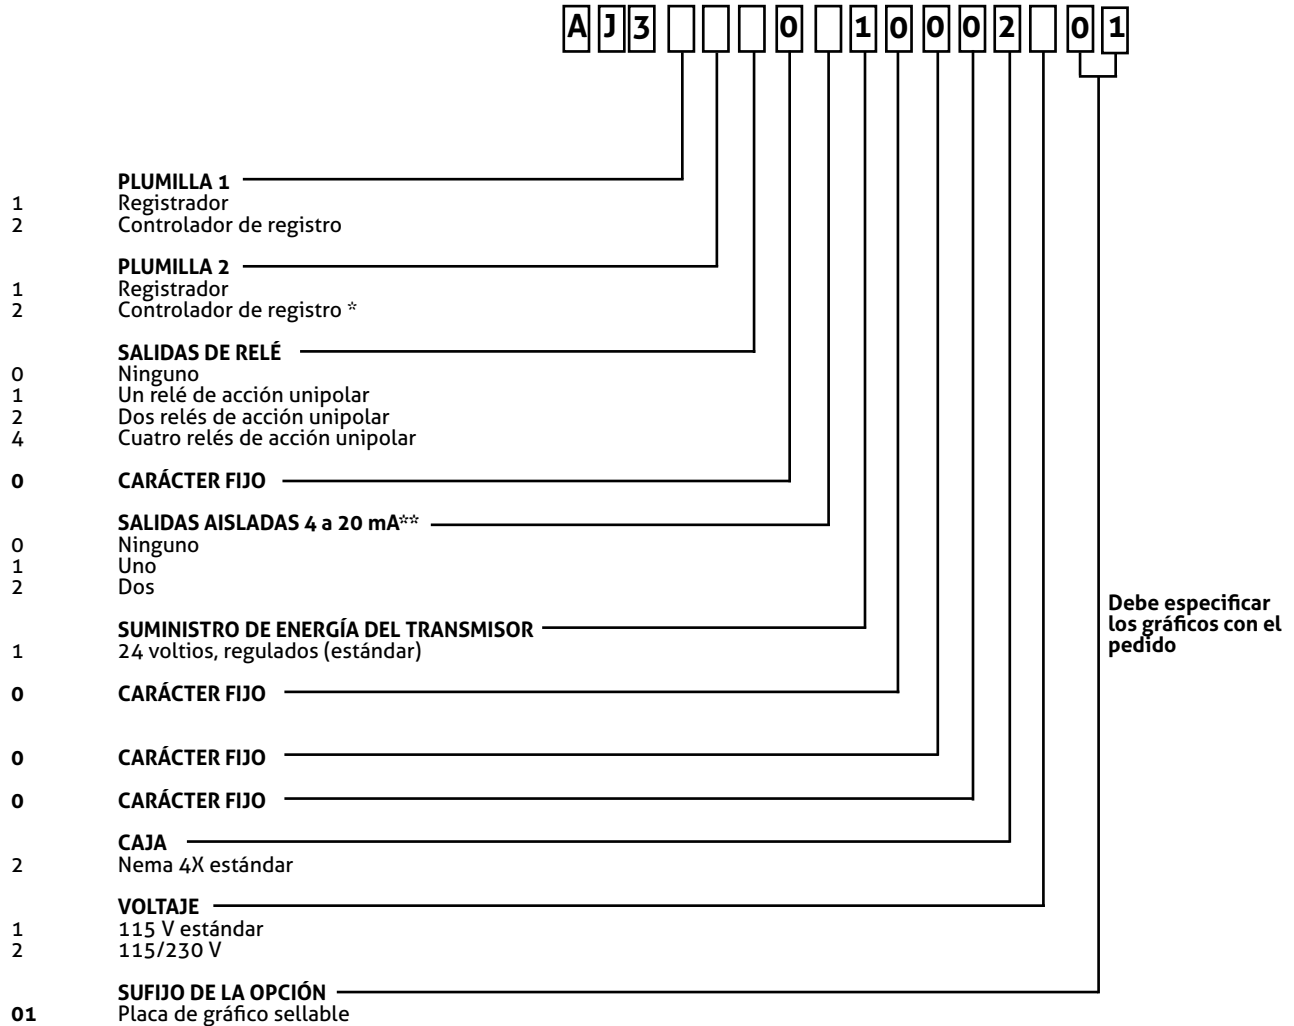 A J 3 0 1 0 0 0 2 0 1
PLUMILLA 1
1 Registrador
2 Controlador de registro
PLUMILLA 2
1 Registrador
2 Controlador de registro *
SALIDAS DE RELÉ
0 Ninguno
1 Un relé de acción unipolar
2 Dos relés de acción unipolar
4 Cuatro relés de acción unipolar
0 CARÁCTER FIJO
SALIDAS AISLADAS 4 a 20 mA**
0 Ninguno
1 Uno
2 Dos
Debe especificar
los gráficos con el
pedido
SUMINISTRO DE ENERGÍA DEL TRANSMISOR
1 24 voltios, regulados (estándar)
0 CARÁCTER FIJO
0 CARÁCTER FIJO
0 CARÁCTER FIJO
CAJA
2 Nema 4X estándar
VOLTAJE
1 115 V estándar
2 115/230 V
SUFIJO DE LA OPCIÓN
01 Placa de gráfico sellable